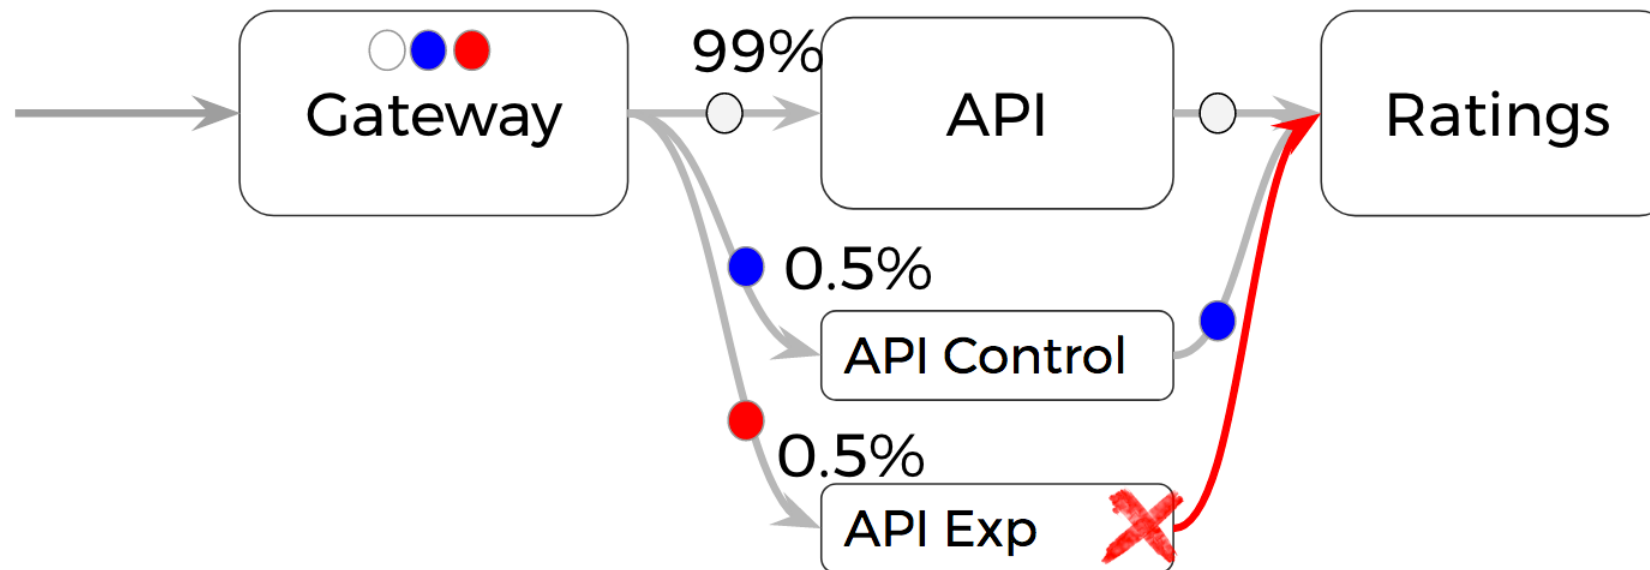 99%
Gateway
API
Ratings
0.5%
API Control
0.5%
API Exp